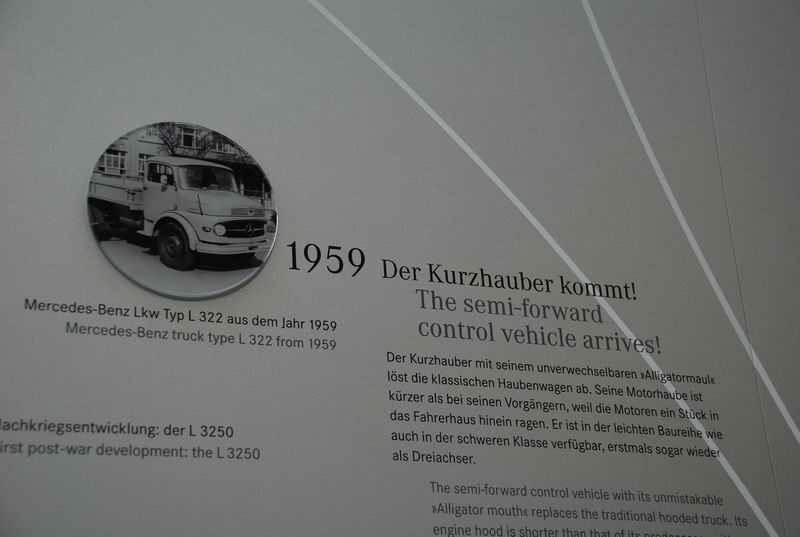 1959 Der Kurzhauber kommt!
The semi-forward
control vehicle arrives!
Mercedes-Benz Lkw Typ L 322 aus dem Jahr 1959
Mercedes-Benz truck type L 322 from 1959
Der Kurzhauber mit seinem unverwechselbaren »Alligatormaul«
löst die klassischen Haubenwagen ab. Seine Motorhaube ist
kürzer als bei seinen Vorgängern, weil die Motoren ein Stück in
das Fahrerhaus hinein ragen. Er ist in der leichten Baureihe wie
auch in der schweren Klasse verfügbar, erstmals sogar wieder
als Dreiachser.
Nachkriegsentwicklung: der L 3250
First post-war development: the L 3250
The semi-forward control vehicle with its unmistakable
»Alligator mouth« replaces the traditional hooded truck. Its
engine hood is shorter than that of its